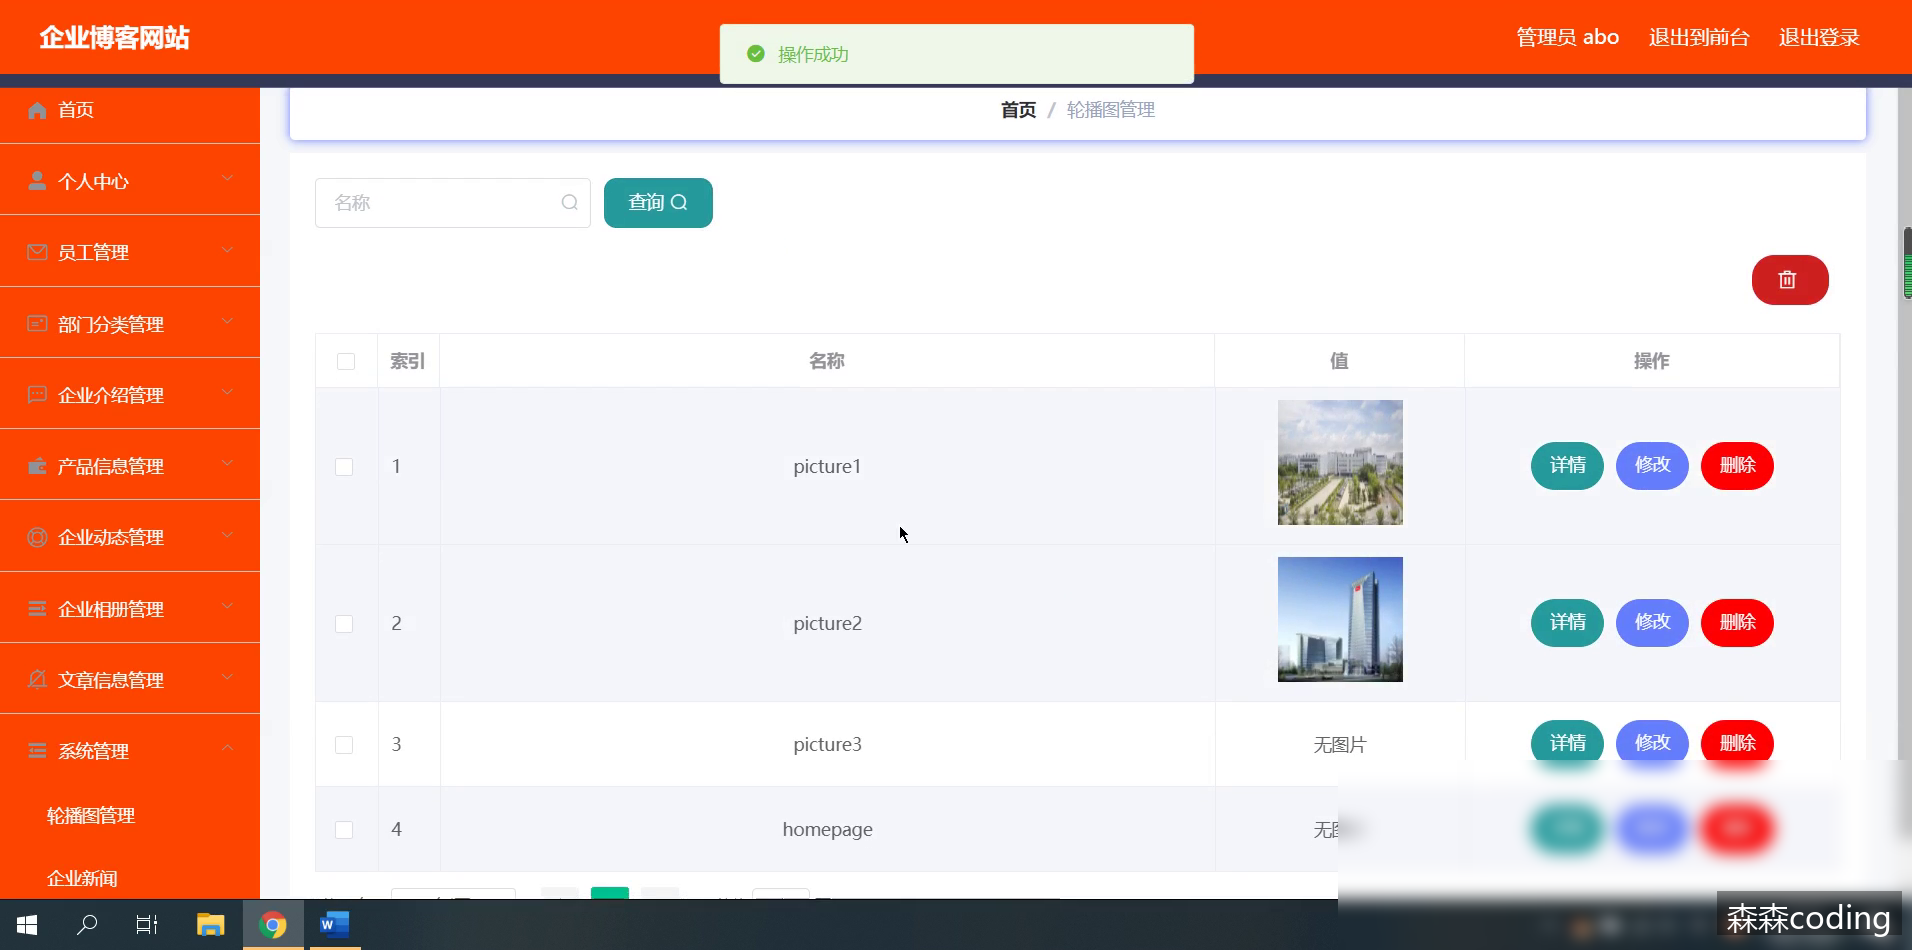 企业博客网站
操作成功
管理员 abo
退出到前台
退出登录
首页
个人中心
员工管理
部门分类管理
企业介绍管理
产品信息管理
企业动态管理
企业相册管理
文章信息管理
系统管理
轮播图管理
企业新闻
首页 / 轮播图管理
名称
查询
索引 名称 值 操作
1 picture1 详情 修改 删除
2 picture2 详情 修改 删除
3 picture3 无图片 详情 修改 删除
4 homepage 无
W
森森coding